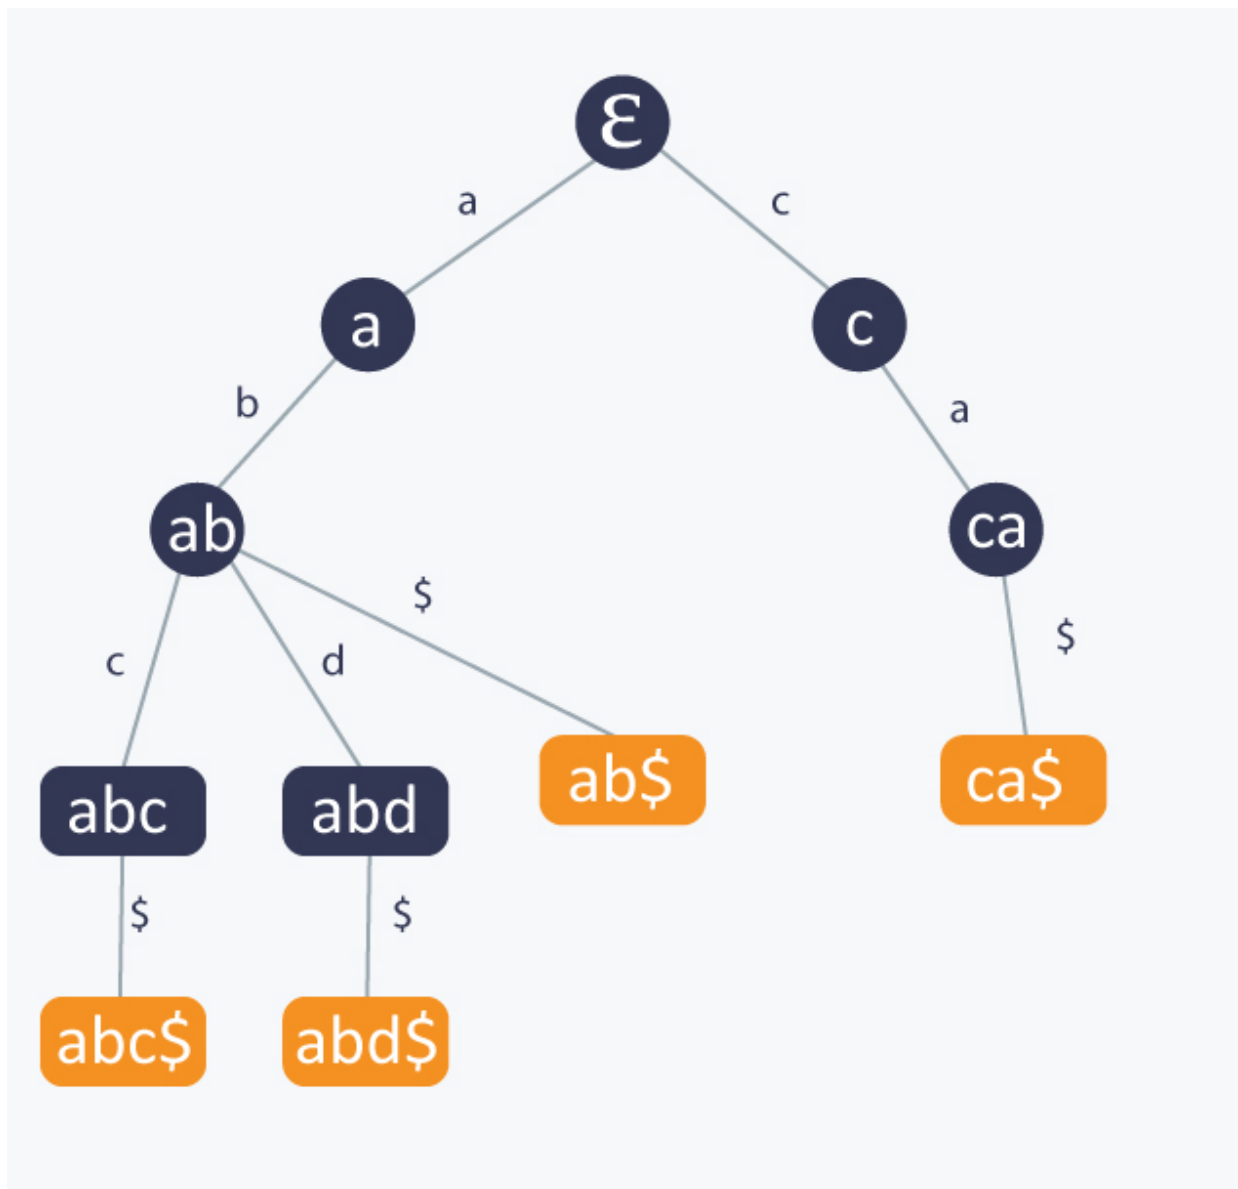 ε
a c
a c
b a
ab ca
$
c d $
abc abd ab$ ca$
$ $
abc$ abd$